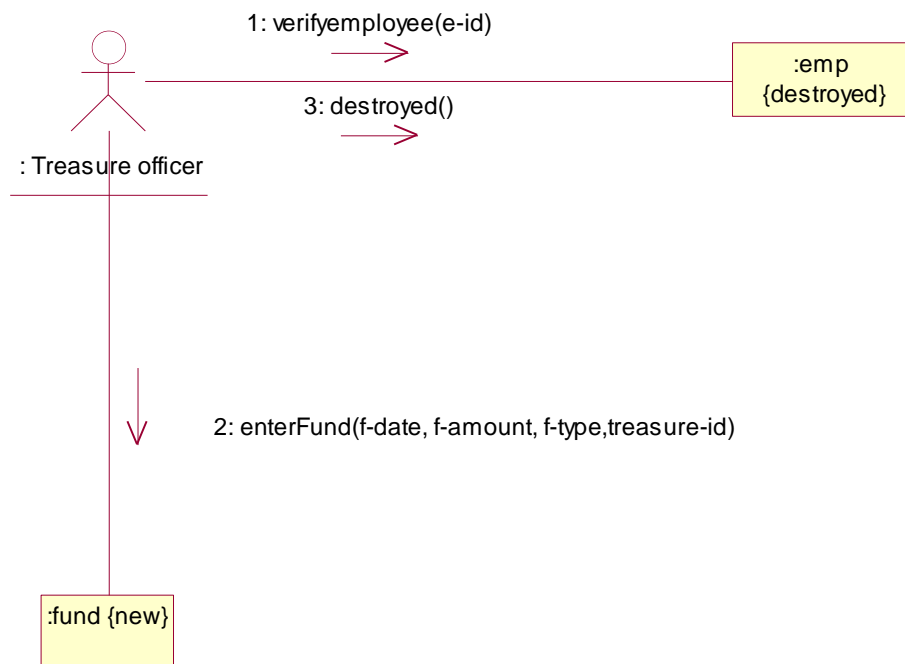 1: verifyemployee(e-id)
:emp
{destroyed}
3: destroyed()
: Treasure officer
2: enterFund(f-date, f-amount, f-type,treasure-id)
:fund {new}